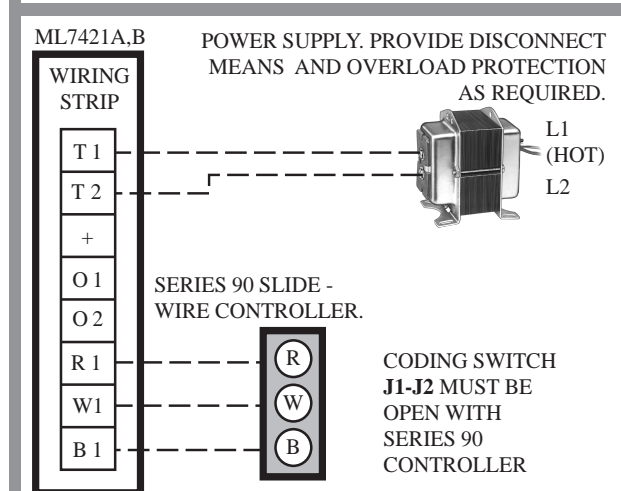 ML7421A,B
POWER SUPPLY. PROVIDE DISCONNECT
MEANS AND OVERLOAD PROTECTION
AS REQUIRED.
WIRING
STRIP
L1
(HOT)
L2
T 1
T 2
+
O 1
O 2
R 1
W1
B 1
SERIES 90 SLIDE -
WIRE CONTROLLER.
R
W
B
CODING SWITCH
J1-J2 MUST BE
OPEN WITH
SERIES 90
CONTROLLER